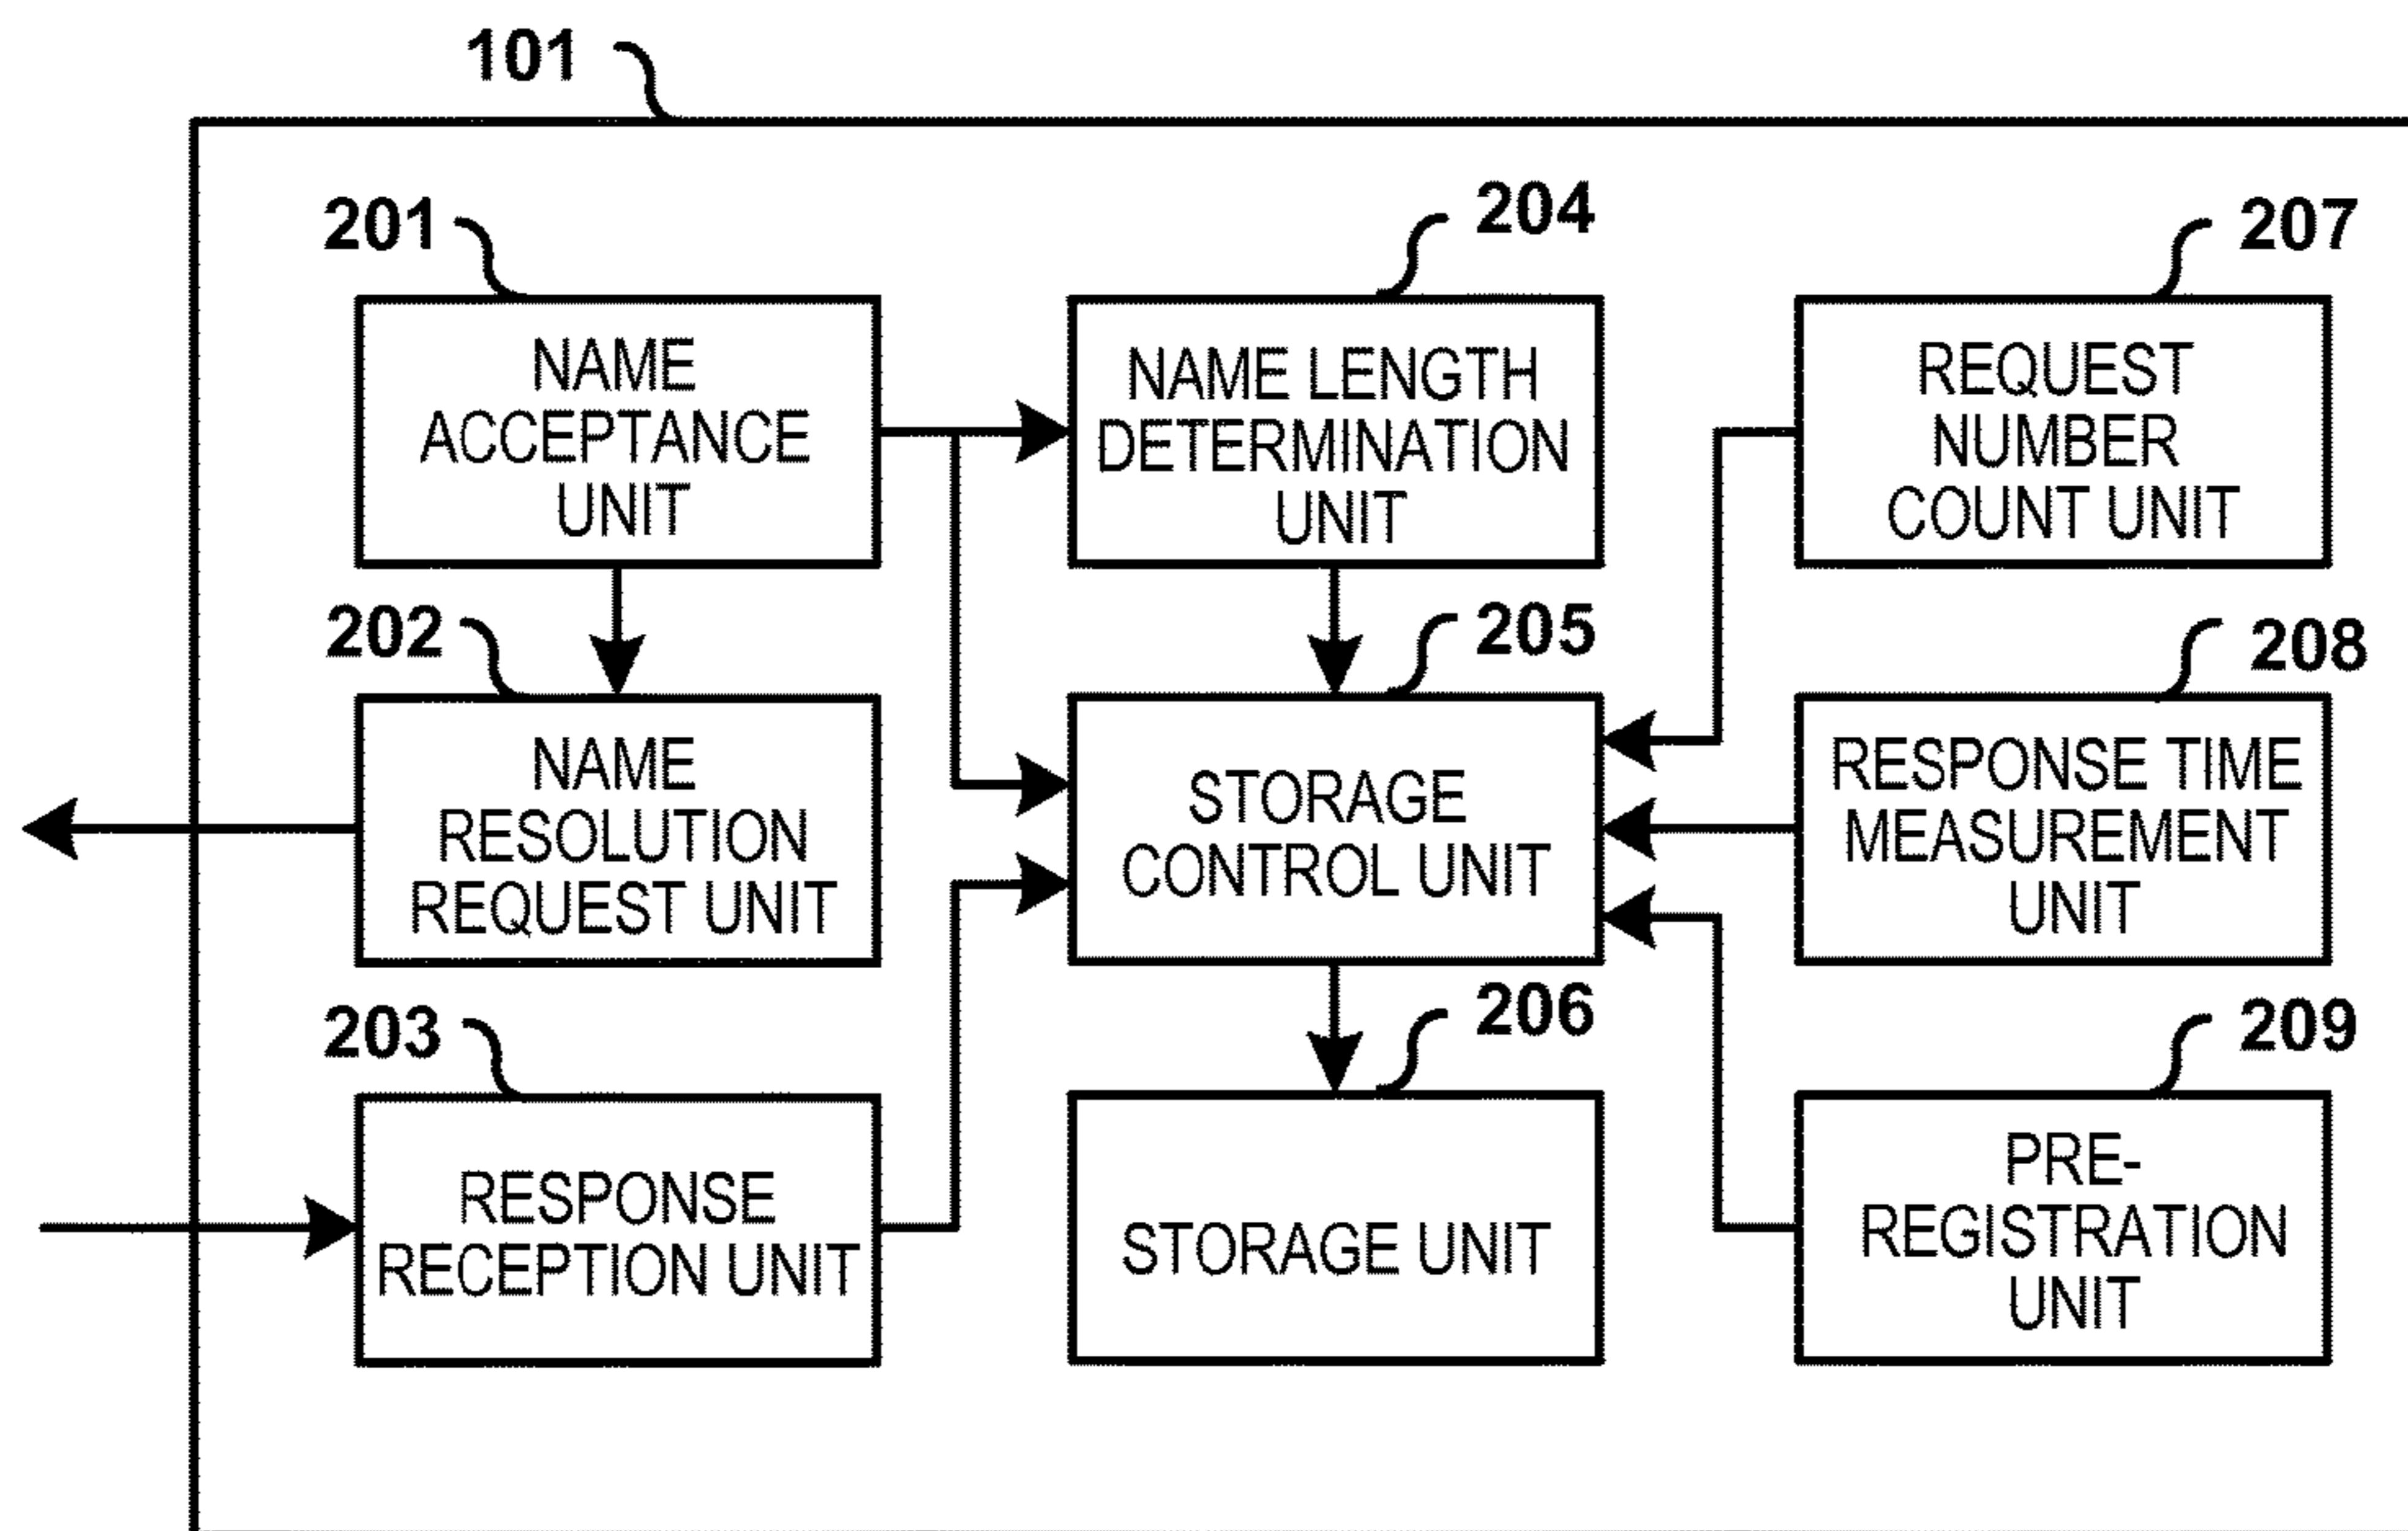 101
201
NAME
ACCEPTANCE
UNIT
204
NAME LENGTH
DETERMINATION
UNIT
207
REQUEST
NUMBER
COUNT UNIT
202
NAME
RESOLUTION
REQUEST UNIT
205
STORAGE
CONTROL UNIT
208
RESPONSE TIME
MEASUREMENT
UNIT
203
RESPONSE
RECEPTION UNIT
206
STORAGE UNIT
209
PRE-
REGISTRATION
UNIT